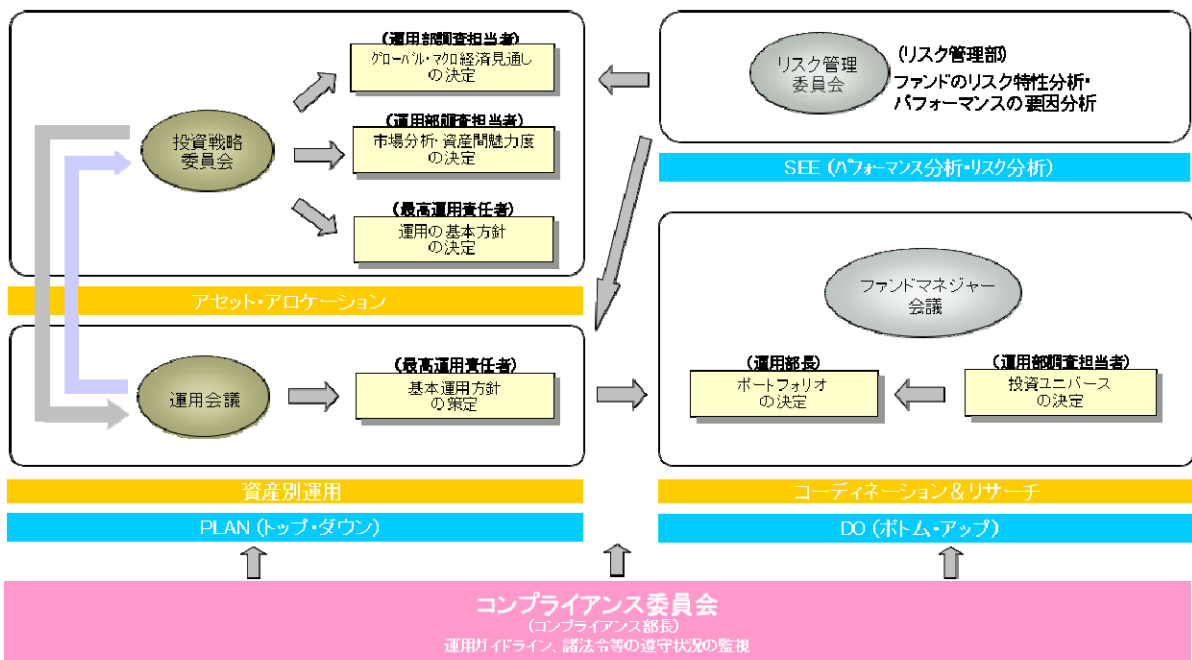 (運用部調査担当者)
グローバル・マクロ経済見通し
の決定
投資戦略
委員会
(運用部調査担当者)
市場分析・資産間魅力度
の決定
(最高運用責任者)
運用の基本方針
の決定
アセット・アロケーション
運用会議
(最高運用責任者)
基本運用方針
の策定
資産別運用
PLAN (トップ・ダウン)
リスク管理
委員会
(リスク管理部)
ファンドのリスク特性分析・
パフォーマンスの要因分析
SEE (パフォーマンス分析・リスク分析)
ファンドマネジャー
会議
(運用部長)
ポートフォリオ
の決定
(運用部調査担当者)
投資ユニバース
の決定
コーディネーション＆リサーチ
DO (ボトム・アップ)
コンプライアンス委員会
(コンプライアンス部長)
運用ガイドライン、諸法令等の遵守状況の監視